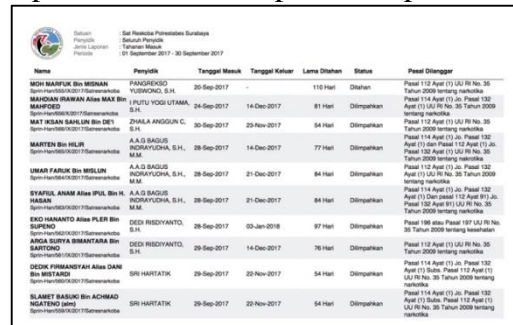 Satuan : Sat Reskoba Polrestabes Surabaya
Penyidik : Seluruh Penyidik
Jenis Laporan : Tahanan Masuk
Periode : 01 September 2017 - 30 September 2017
Nama Penyidik Tanggal Masuk Tanggal Keluar Lama Ditahan Status Pasal Dilanggar
MOH MARFUK Bin MISNAN
PANGREKSO YUSWONO, S.H. 20-Sep-2017 - 110 Hari Ditahan
Pasal 112 Ayat (1) UU RI No. 35
Tahun 2009 tentang narkotika
MAHDIAN IRAWAN Alias MAX Bin
MAHFOED
I PUTU YOGI UTAMA, S.H. 24-Sep-2017 14-Dec-2017 81 Hari Dilimpahkan
Pasal 114 Ayat (1) Jo. Pasal 132
Ayat (1) UU RI No. 35 Tahun 2009
tentang narkotika
MAT IKSAN SAHLUN Bin DE'I
ZHAILA ANGGUN C, S.H. 30-Sep-2017 23-Nov-2017 54 Hari Dilimpahkan
Pasal 112 Ayat (1) UU RI No. 35
Tahun 2009 tentang narkotika
MARTEN Bin HILIR
A.A.G BAGUS INDRAYUDHA, S.H., M.M. 28-Sep-2017 14-Dec-2017 77 Hari Dilimpahkan
Pasal 114 Ayat (1) Jo. Pasal 132
Ayat (1) dan Pasal 112 Ayat (1) Jo.
Pasal 132 Ayat (1) UU RI No. 35
Tahun 2009 tentang narkotika
UMAR FARUK Bin MISLUN
A.A.G BAGUS INDRAYUDHA, S.H., M.M. 28-Sep-2017 21-Dec-2017 84 Hari Dilimpahkan
Pasal 112 Ayat (1) Jo. Pasal 132
Ayat (1) UU RI No. 35 Tahun 2009
tentang narkotika
SYAFIUL ANAM Alias IPUL Bin H.
HASAN
A.A.G BAGUS INDRAYUDHA, S.H., M.M. 28-Sep-2017 21-Dec-2017 84 Hari Dilimpahkan
Pasal 114 Ayat (1) Jo. Pasal 132
Tahun 2009 tentang narkotika
EKO HANANTO Alias PLER Bin
SUPENO
DEDI RISDIYANTO, S.H. 28-Sep-2017 03-Jan-2018 97 Hari Dilimpahkan
Pasal 196 atau Pasal 197 UU RI No.
35 Tahun 2009 tentang kesehatan
ARGA SURYA BIMANTARA Bin
SARTONO
DEDI RISDIYANTO, S.H. 29-Sep-2017 14-Dec-2017 76 Hari Dilimpahkan
Pasal 112 Ayat (1) UU RI No. 35
Tahun 2009 tentang narkotika
DEDIK FIRMANSYAH Alias DANI
Bin MISTARDI
SRI HARTATIK 29-Sep-2017 22-Nov-2017 54 Hari Dilimpahkan
Pasal 114 Ayat (1) Jo. Pasal 132
Ayat (1) Subs. Pasal 112 Ayat (1)
UU RI No. 35 Tahun 2009 tentang
narkotika
SLAMET BASUKI Bin ACHMAD
NGATENO (alm)
SRI HARTATIK 29-Sep-2017 22-Nov-2017 54 Hari Dilimpahkan
Pasal 114 Ayat (1) Jo. Pasal 132
Ayat (1) Subs. Pasal 112 Ayat (1)
UU RI No. 35 Tahun 2009 tentang
narkotika